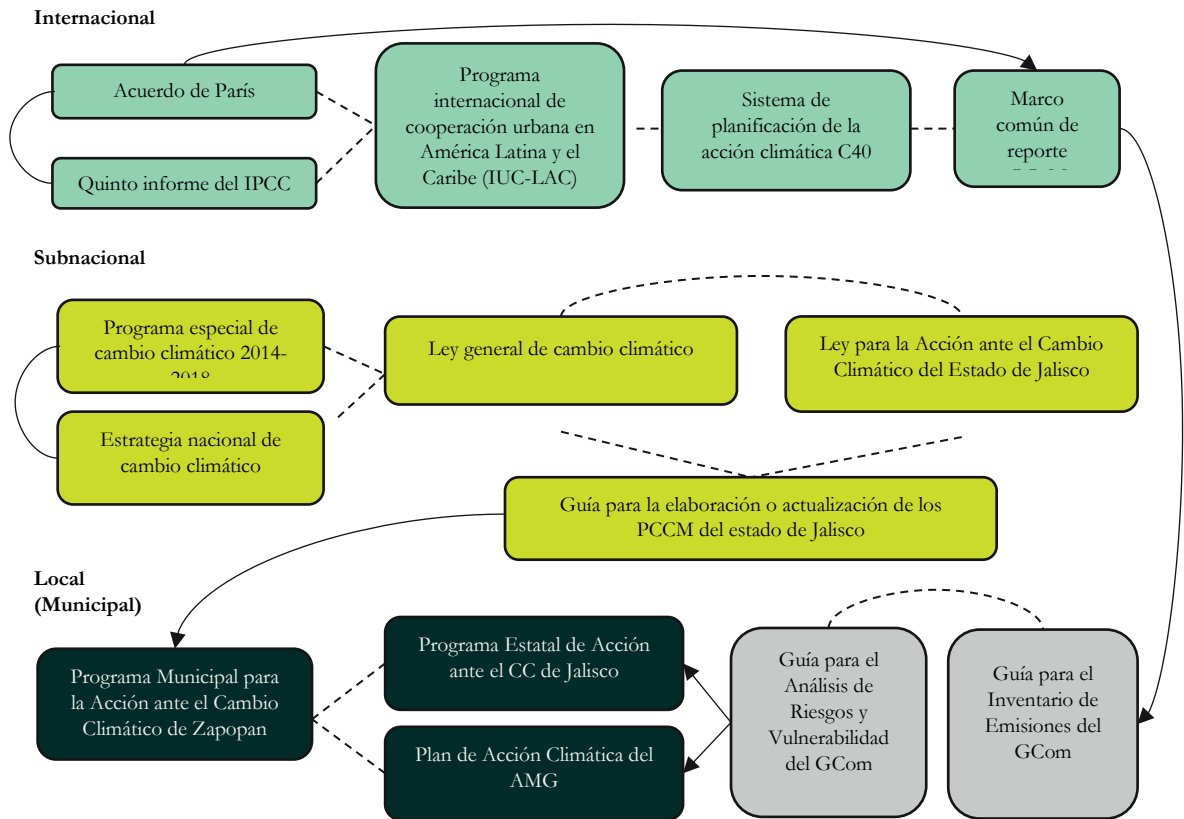 Internacional
Acuerdo de París
Quinto informe del IPCC
Programa
internacional de
cooperación urbana en
América Latina y el
Caribe (IUC-LAC)
Sistema de
planificación de la
acción climática C40
Marco
común de
reporte
Subnacional
Programa especial de
cambio climático 2014-
2018
Estrategia nacional de
cambio climático
Ley general de cambio climático
Ley para la Acción ante el Cambio
Climático del Estado de Jalisco
Guía para la elaboración o actualización de los
PCCM del estado de Jalisco
Local
(Municipal)
Programa Municipal para
la Acción ante el Cambio
Climático de Zapopan
Programa Estatal de Acción
ante el CC de Jalisco
Plan de Acción Climática del
AMG
Guía para el
Análisis de
Riesgos y
Vulnerabilidad
del GCom
Guía para el
Inventario de
Emisiones del
GCom